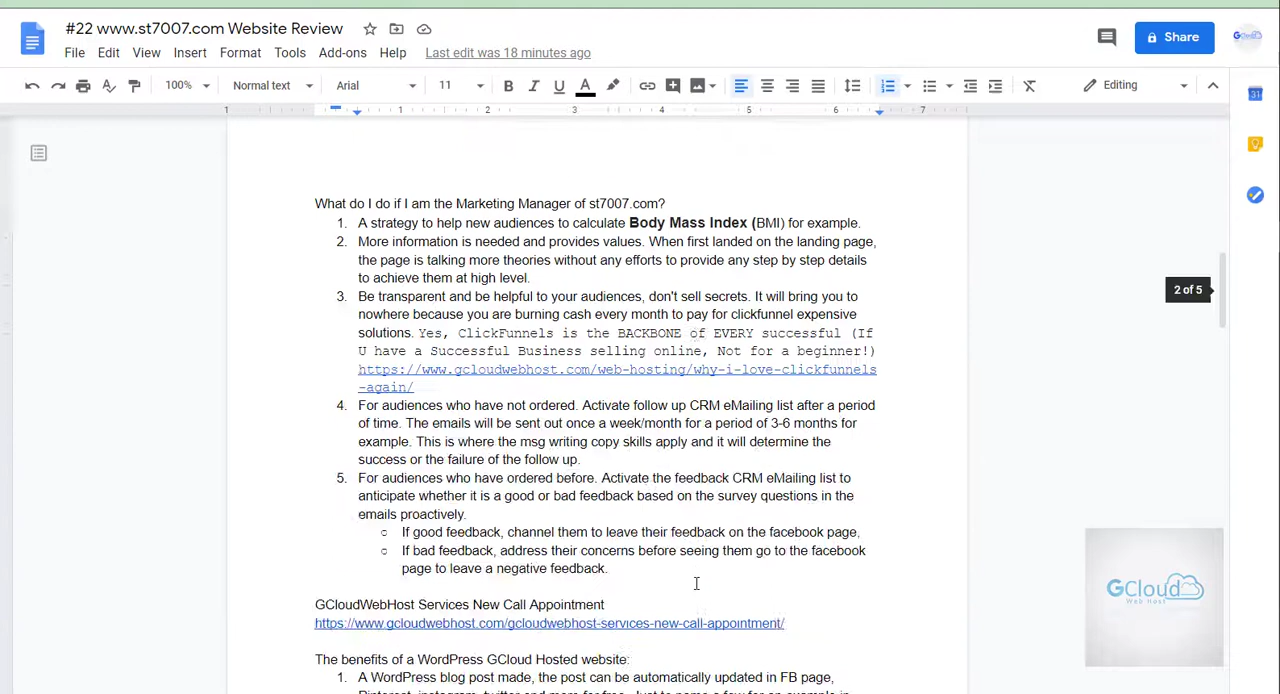 #22 www.st7007.com Website Review
File Edit View Insert Format Tools Add-ons Help Last edit was 18 minutes ago
Share
GCloud
100% Normal text Arial 11 B I U A Editing
1 1 2 3 4 5 6 7
31
What do I do if I am the Marketing Manager of st7007.com?
1. A strategy to help new audiences to calculate Body Mass Index (BMI) for example.
2. More information is needed and provides values. When first landed on the landing page,
the page is talking more theories without any efforts to provide any step by step details
to achieve them at high level.
3. Be transparent and be helpful to your audiences, don't sell secrets. It will bring you to
nowhere because you are burning cash every month to pay for clickfunnel expensive
solutions. Yes, ClickFunnels is the BACKBONE of EVERY successful (If
U have a Successful Business selling online, Not for a beginner!)
https://www.gcloudwebhost.com/web-hosting/why-i-love-clickfunnels
-again/
4. For audiences who have not ordered. Activate follow up CRM eMailing list after a period
of time. The emails will be sent out once a week/month for a period of 3-6 months for
example. This is where the msg writing copy skills apply and it will determine the
success or the failure of the follow up.
5. For audiences who have ordered before. Activate the feedback CRM eMailing list to
anticipate whether it is a good or bad feedback based on the survey questions in the
emails proactively.
○ If good feedback, channel them to leave their feedback on the facebook page,
○ If bad feedback, address their concerns before seeing them go to the facebook
page to leave a negative feedback.
2 of 5
GCloud
Web Host
GCloudWebHost Services New Call Appointment
https://www.gcloudwebhost.com/gcloudwebhost-services-new-call-appointment/
The benefits of a WordPress GCloud Hosted website:
1. A WordPress blog post made, the post can be automatically updated in FB page,